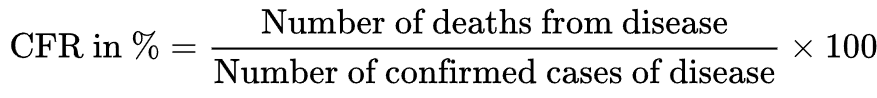 CFR in % = Number of deaths from disease / Number of confirmed cases of disease × 100